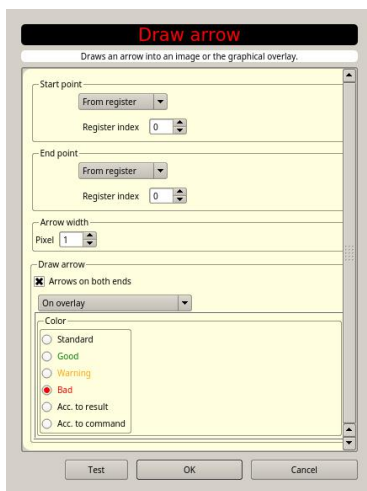 Draw arrow
Draws an arrow into an image or the graphical overlay.
Start point
From register
Register index 0
End point
From register
Register index 0
Arrow width
Pixel 1
Draw arrow
Arrows on both ends
On overlay
Color
Standard
Good
Warning
Bad
Acc. to result
Acc. to command
Test OK Cancel